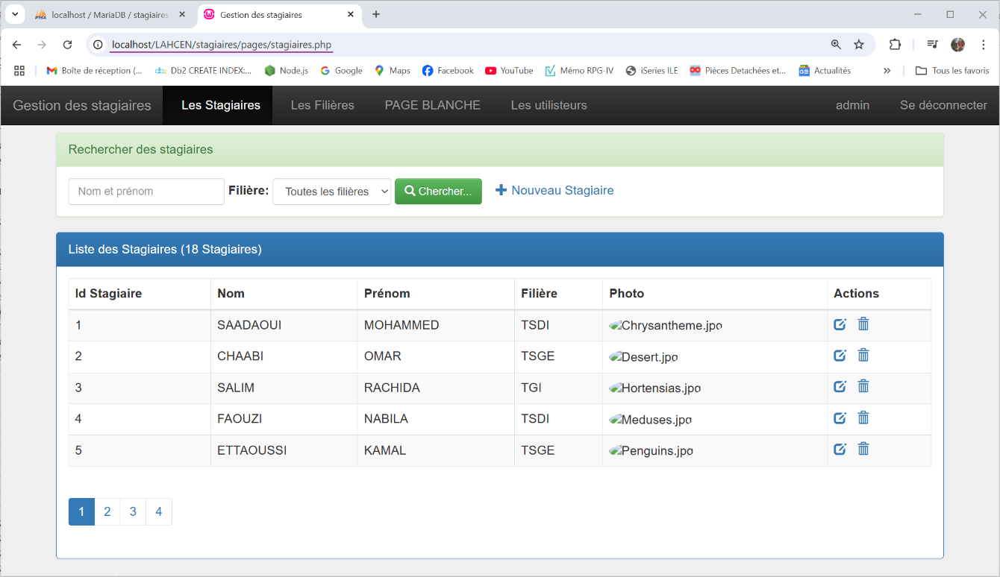 localhost / MariaDB / stagiaires
Gestion des stagiaires
localhost/LAHCEN/stagiaires/pages/stagiaires.php
Boîte de réception (... Db2 CREATE INDEX:... Node.js Google Maps Facebook YouTube Mémo RPG-IV iSeries ILE Pièces Detachées et... Actualités » Tous les favoris
Gestion des stagiaires Les Stagiaires Les Filières PAGE BLANCHE Les utilisteurs admin Se déconnecter
Rechercher des stagiaires
Nom et prénom Filière: Toutes les filières Chercher... Nouveau Stagiaire
Liste des Stagiaires (18 Stagiaires)
Id Stagiaire Nom Prénom Filière Photo Actions
1 SAADAOUI MOHAMMED TSDI Chrysantheme.jpg
2 CHAABI OMAR TSGE Desert.jpg
3 SALIM RACHIDA TGI Hortensias.jpg
4 FAOUZI NABILA TSDI Meduses.jpg
5 ETTAOUSSI KAMAL TSGE Penguins.jpg
1 2 3 4